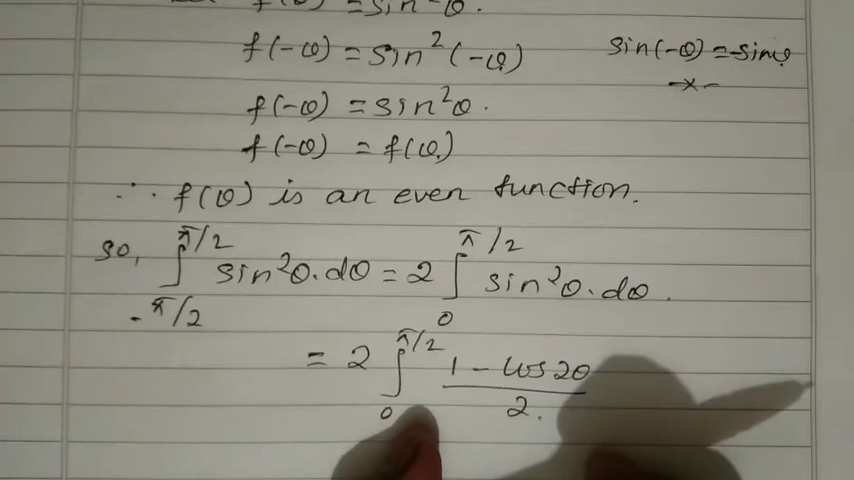 f(θ) = sin²θ.
f(-θ) = sin²(-θ) sin(-θ) = -sinθ
-x-
f(-θ) = sin²θ.
f(-θ) = f(θ)
∴ f(θ) is an even function.
so, ∫_{-π/2}^{π/2} sin²θ.dθ = 2 ∫_0^{π/2} sin²θ.dθ.
= 2 ∫_0^{π/2} (1 - cos2θ)/2.